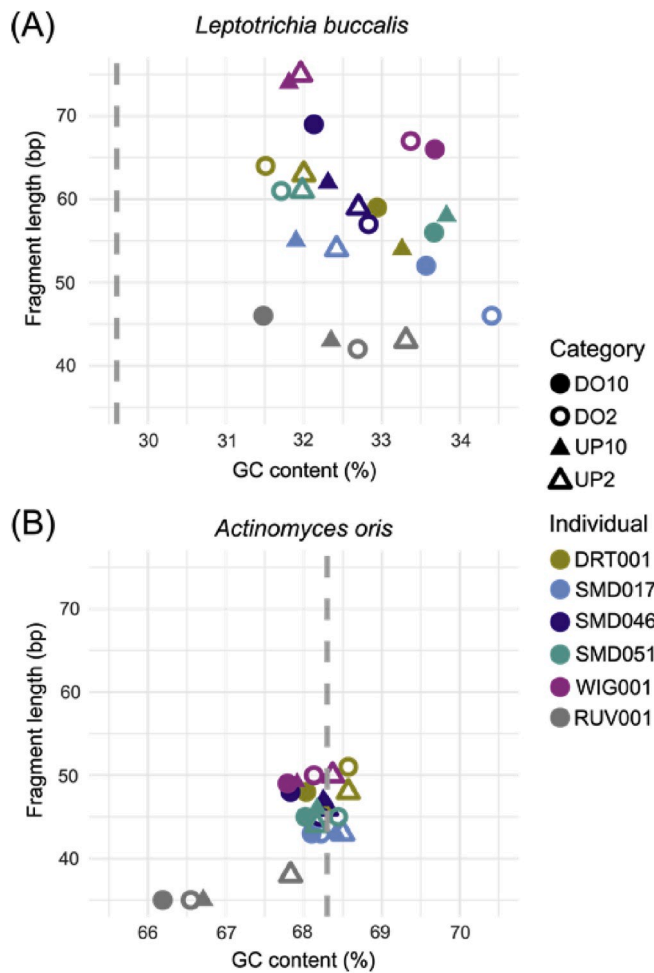 (A)
Leptotrichia buccalis
70
60
50
40
Fragment length (bp)
30 31 32 33 34
GC content (%)
(B)
Actinomyces oris
70
60
50
40
Fragment length (bp)
66 67 68 69 70
GC content (%)
Category
DO10
DO2
UP10
UP2
Individual
DRT001
SMD017
SMD046
SMD051
WIG001
RUV001